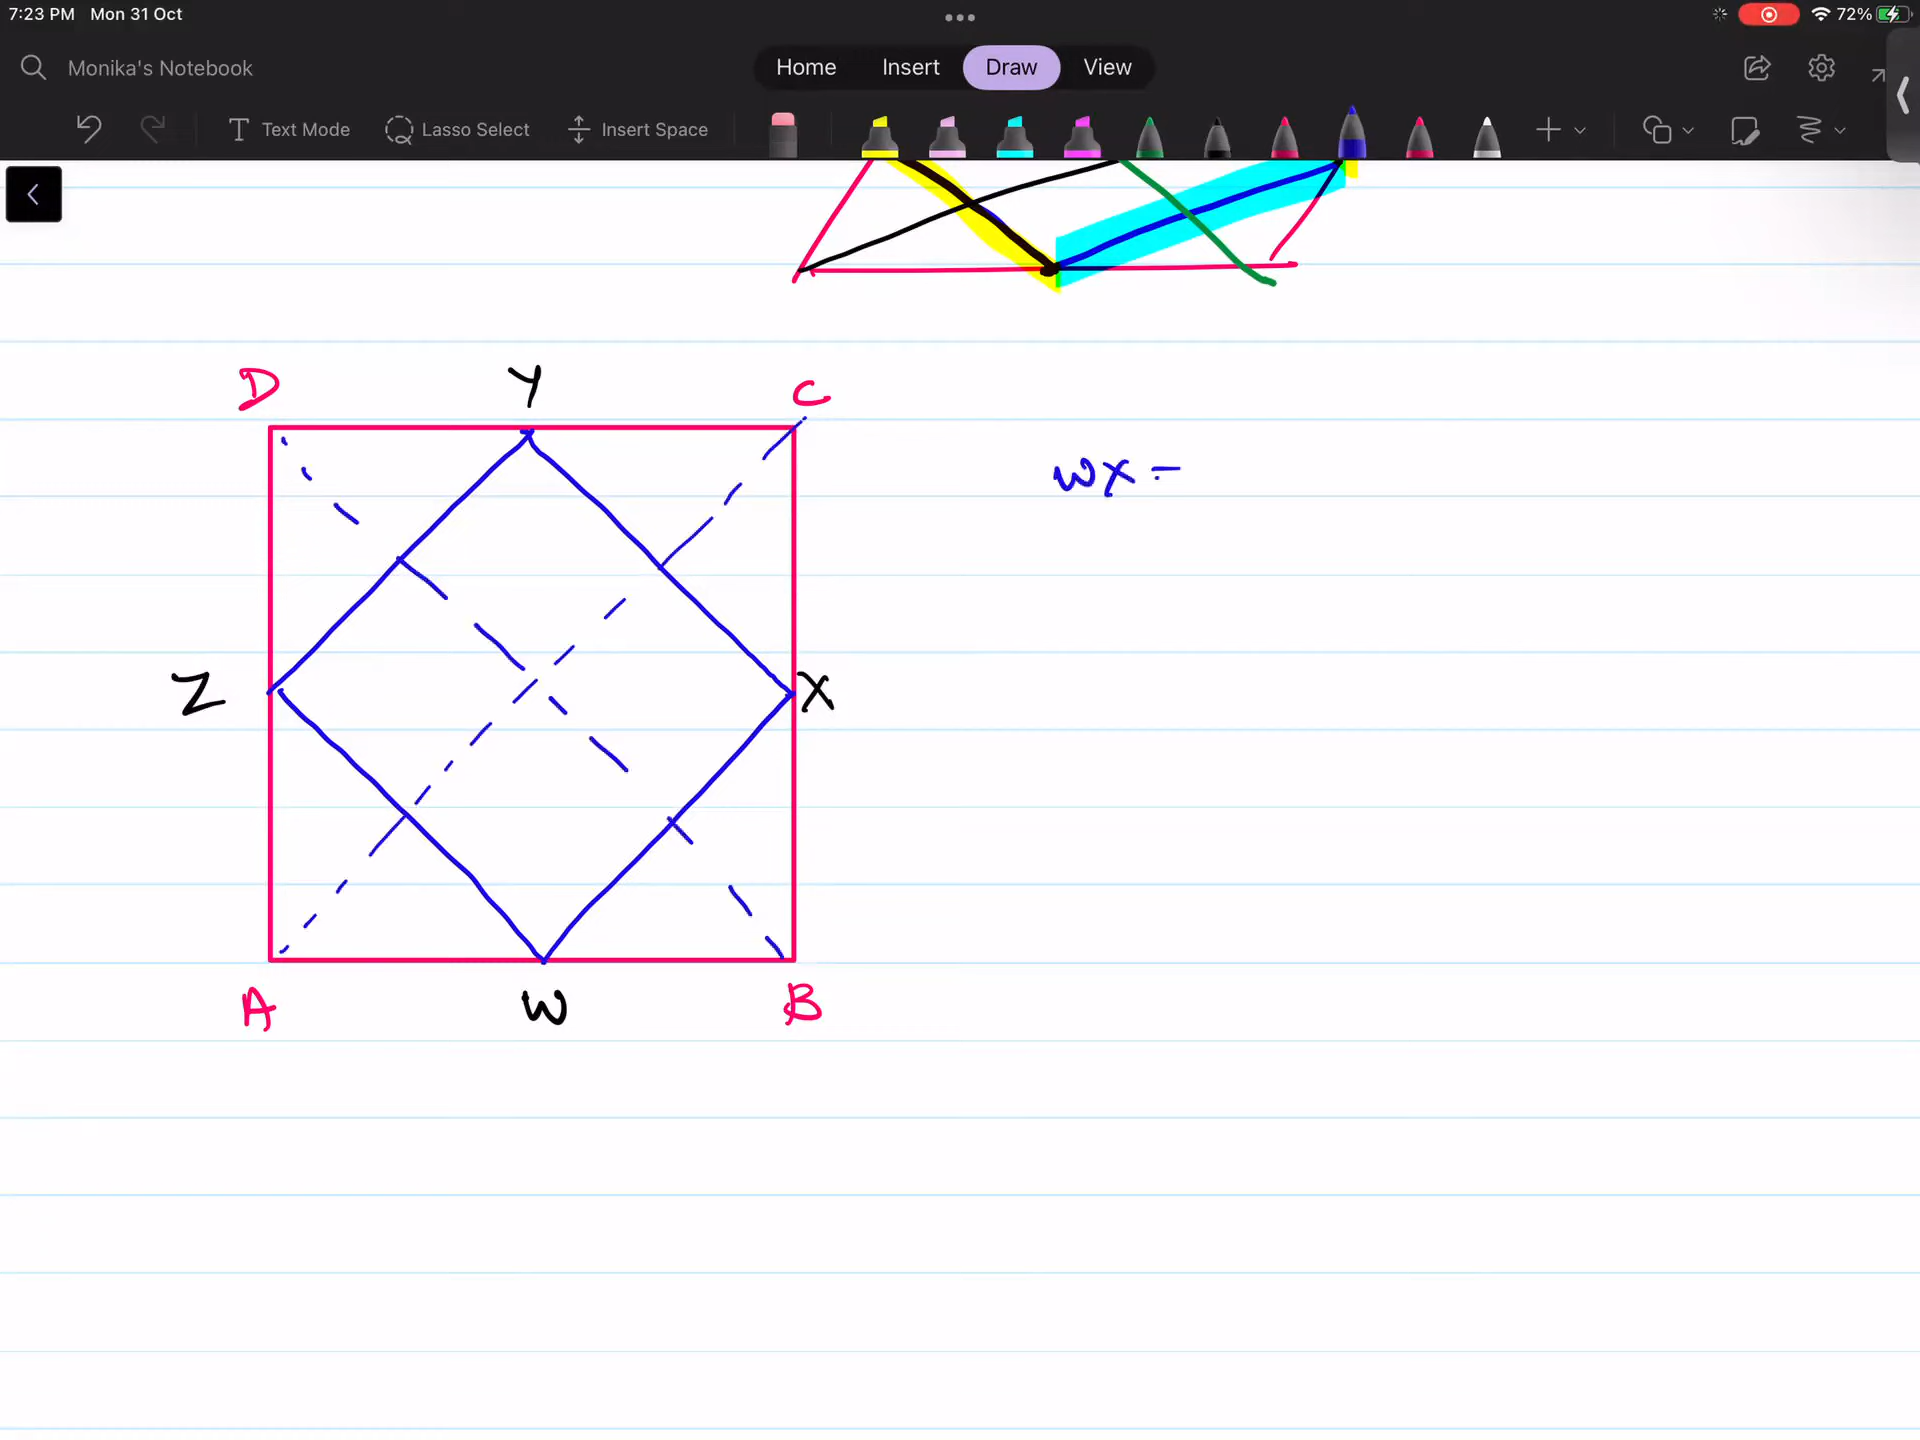 7:23 PM Mon 31 Oct
72%
Monika's Notebook
Home Insert Draw View
Text Mode Lasso Select Insert Space
D Y C
wx =
Z X
A W B